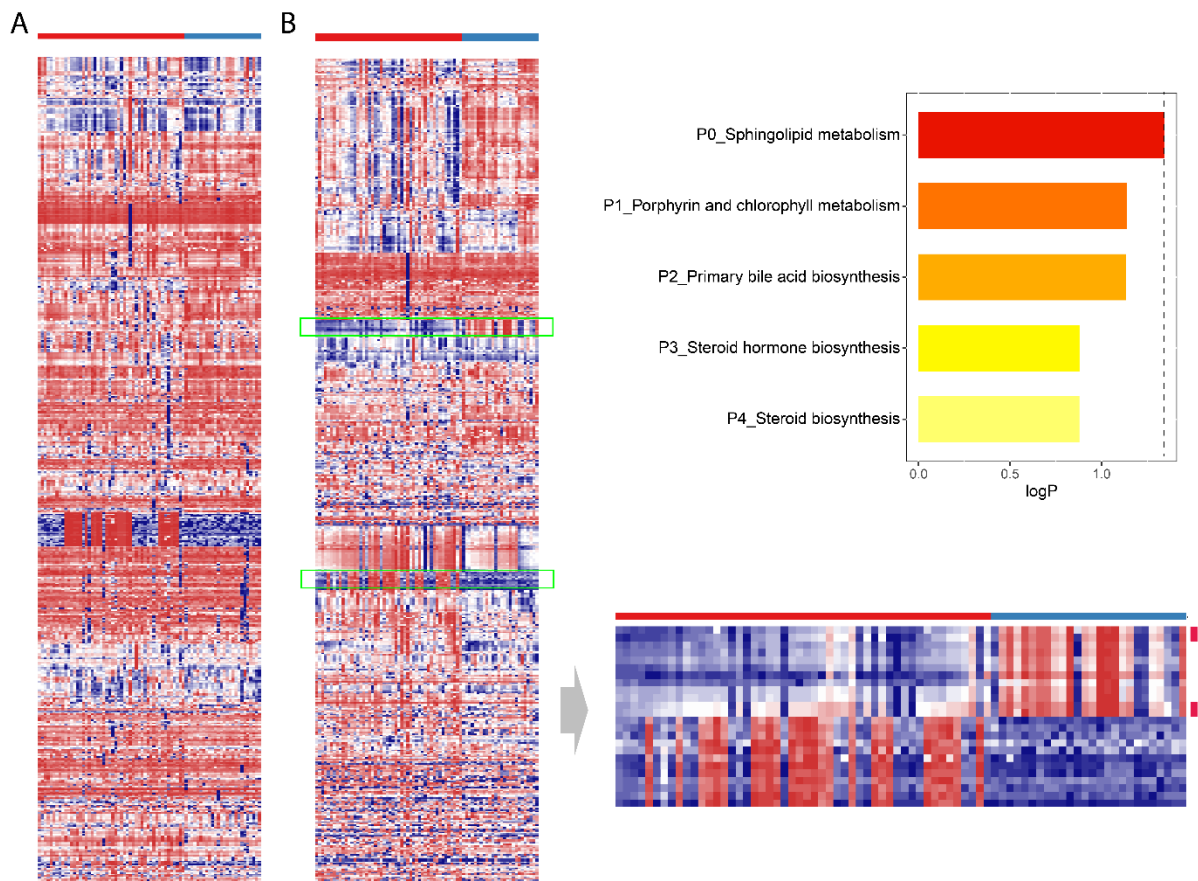 A
B
P0_Sphingolipid metabolism
P1_Porphyrin and chlorophyll metabolism
P2_Primary bile acid biosynthesis
P3_Steroid hormone biosynthesis
P4_Steroid biosynthesis
0.0 0.5 1.0
logP